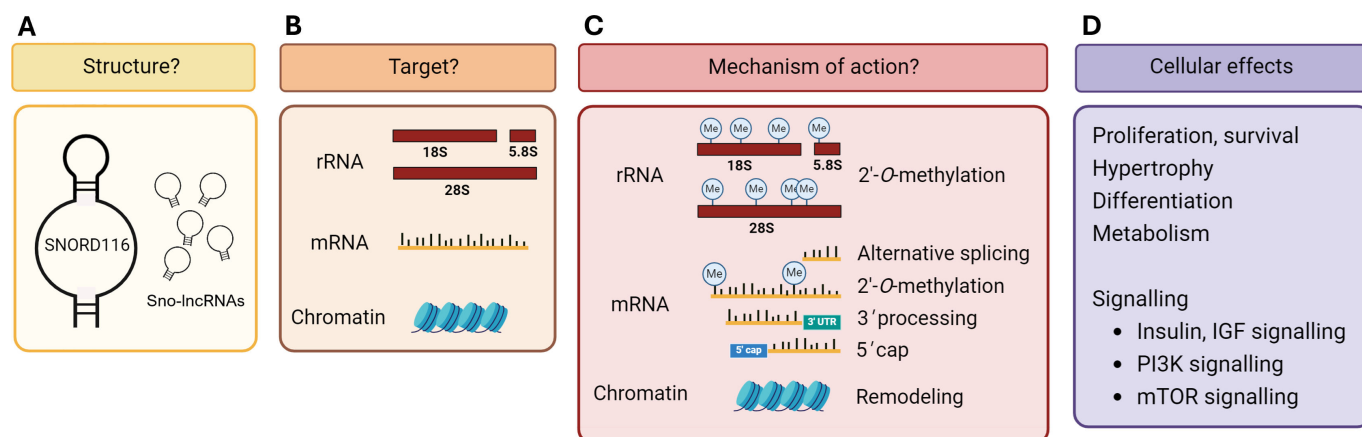 A
Structure?
SNORD116
Sno-lncRNAs
B
Target?
rRNA
18S
5.8S
28S
mRNA
Chromatin
C
Mechanism of action?
rRNA
Me
Me
Me
Me
18S
5.8S
2'-O-methylation
Me
Me
Me
Me
28S
mRNA
Alternative splicing
Me
Me
2'-O-methylation
3' UTR
3′processing
5' cap
5′cap
Chromatin
Remodeling
D
Cellular effects
Proliferation, survival
Hypertrophy
Differentiation
Metabolism
Signalling
• Insulin, IGF signalling
• PI3K signalling
• mTOR signalling